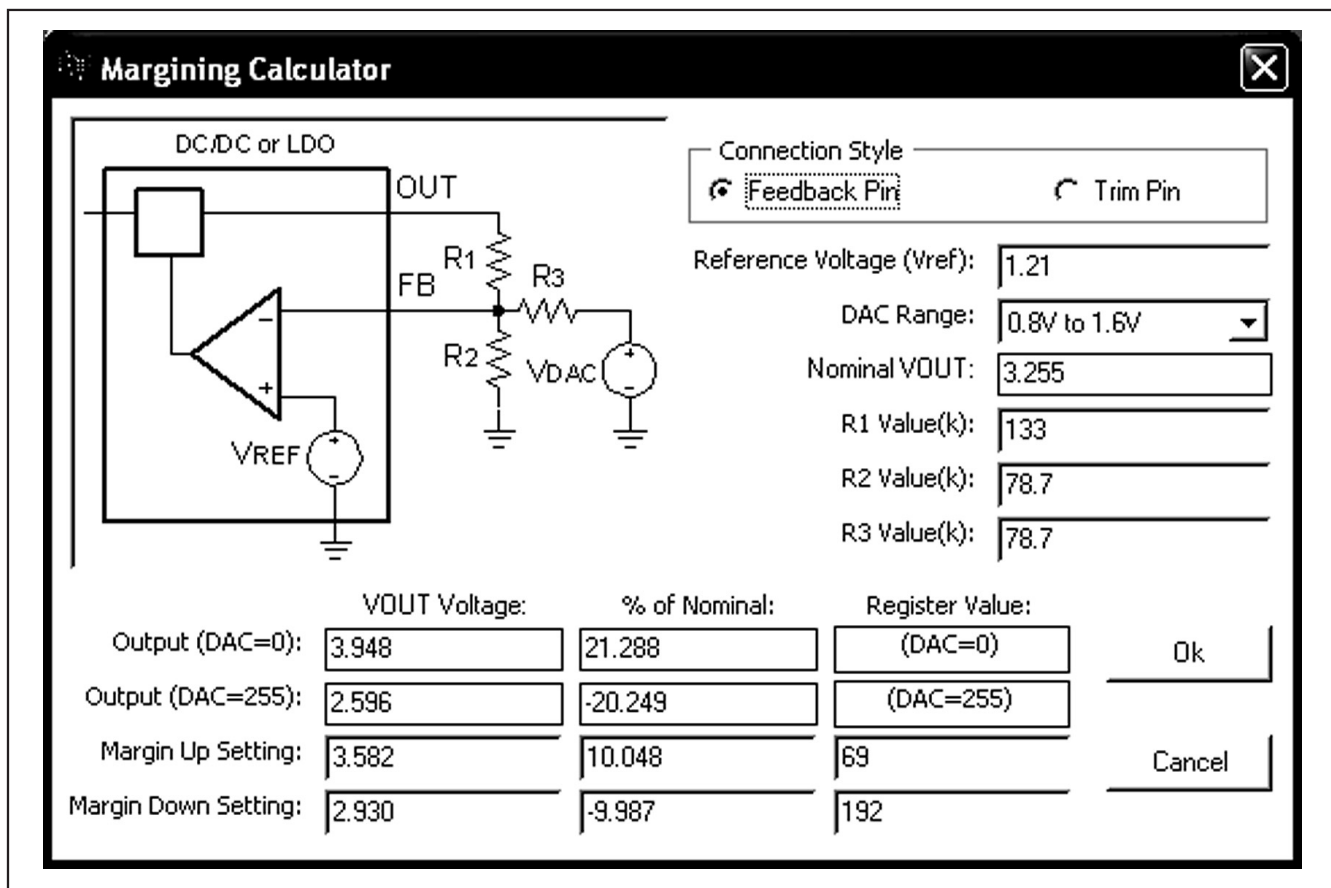 Margining Calculator
DC/DC or LDO
OUT
R1
R3
FB
R2
VDAC
VREF
+
-
+
-
+
-
Connection Style
Feedback Pin
Trim Pin
Reference Voltage (Vref): 1.21
DAC Range: 0.8V to 1.6V
Nominal VOUT: 3.255
R1 Value(k): 133
R2 Value(k): 78.7
R3 Value(k): 78.7
VOUT Voltage: % of Nominal: Register Value:
Output (DAC=0): 3.948 21.288 (DAC=0)
Output (DAC=255): 2.596 -20.249 (DAC=255)
Margin Up Setting: 3.582 10.048 69
Margin Down Setting: 2.930 -9.987 192
Ok
Cancel